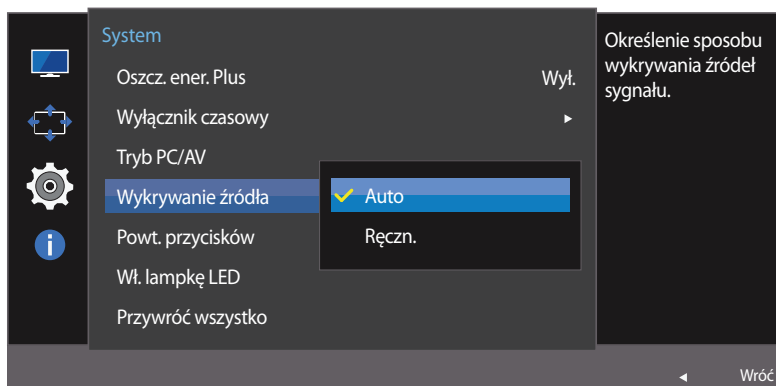 System
Oszcz. ener. Plus Wył.
Wyłącznik czasowy
Tryb PC/AV
Wykrywanie źródła
Auto
Ręczn.
Powt. przycisków
Wł. lampkę LED
Przywróć wszystko
Określenie sposobu
wykrywania źródeł
sygnału.
Wróć